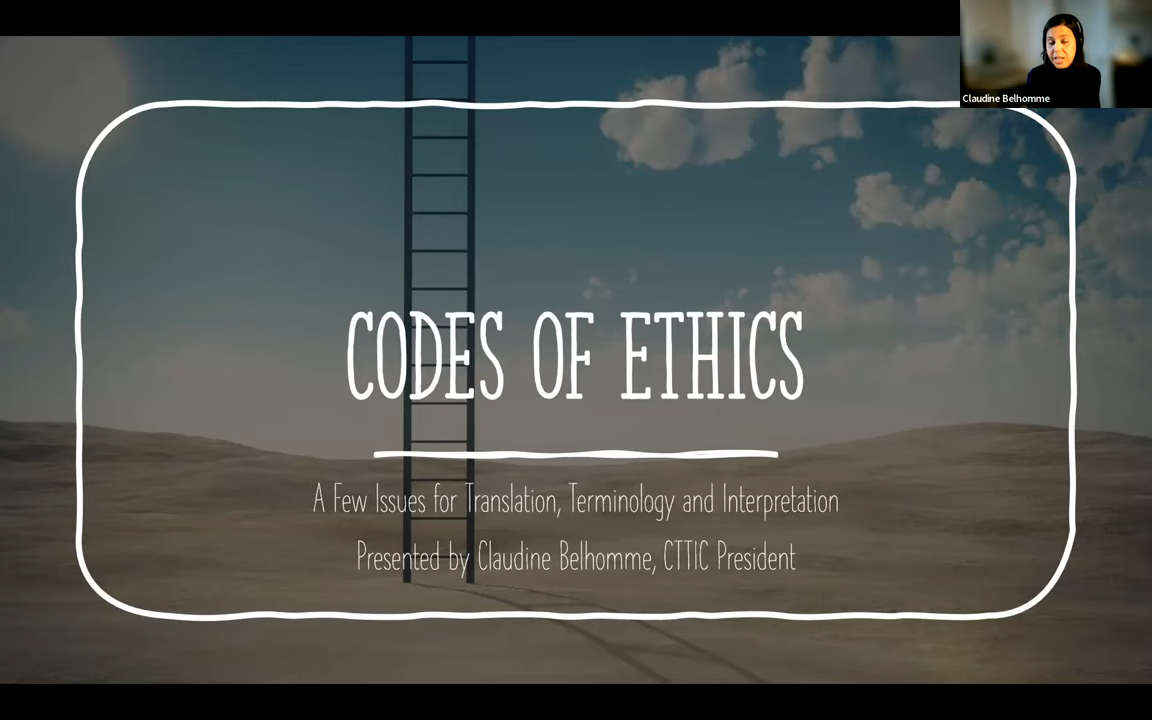 Claudine Belhomme
CODES OF ETHICS
A Few Issues for Translation, Terminology and Interpretation
Presented by Claudine Belhomme, CTTIC President